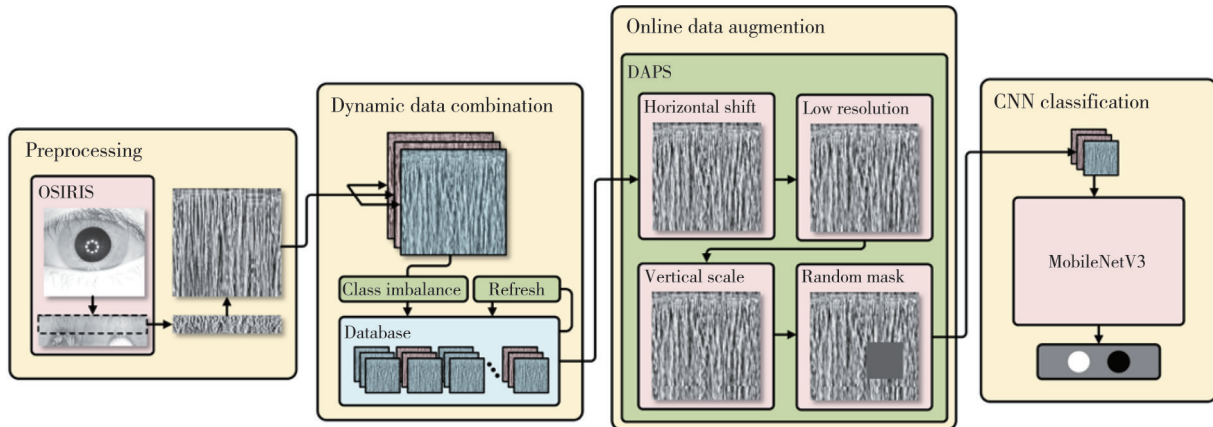 Preprocessing
OSIRIS
Dynamic data combination
Class imbalance
Refresh
Database
Online data augmention
DAPS
Horizontal shift
Low resolution
Vertical scale
Random mask
CNN classification
MobileNetV3